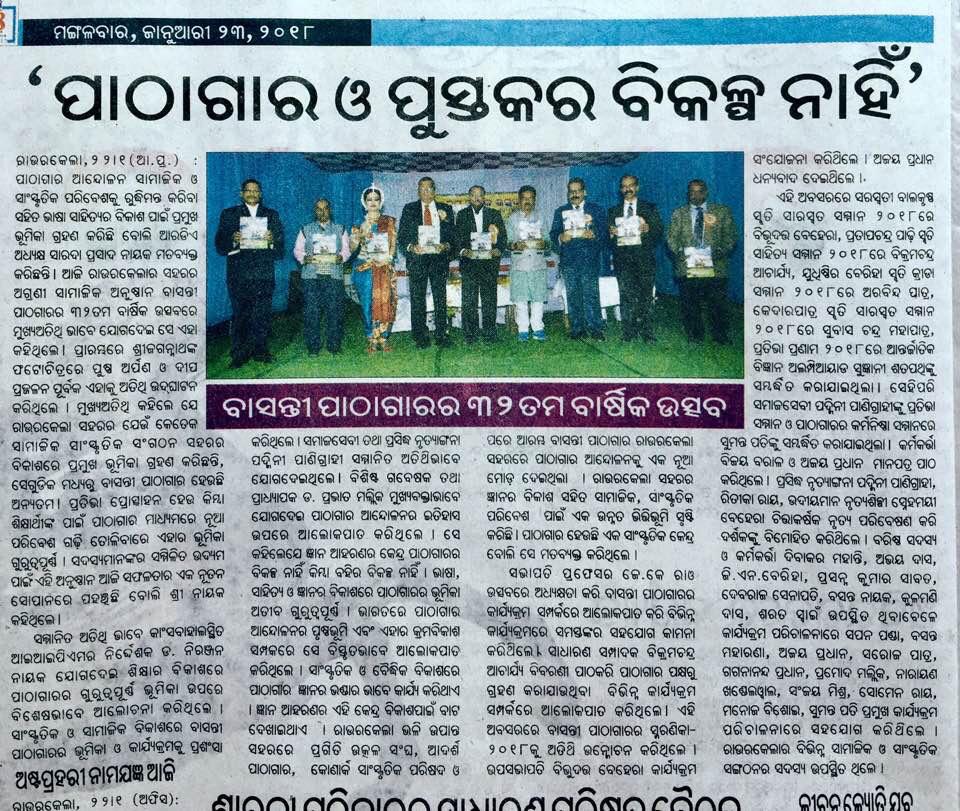 ମଙ୍ଗଳବାର, ଜାନୁଆରୀ ୨୩, ୨୦୧୮
‘ପାଠାଗାର ଓ ପୁସ୍ତକର ବିକଳ୍ପ ନାହିଁ’
ରାଉରକେଲା, ୨୨।୧ (ଆ.ପ୍ର.) :
ପାଠାଗାର ଆନ୍ଦୋଳନ ସାମାଜିକ ଓ
ସାଂସ୍କୃତିକ ପରିବେଶକୁ ରୁଦ୍ଧିମନ୍ତ କରିବା
ସହିତ ଭାଷା ସାହିତ୍ୟର ବିକାଶ ପାଇଁ ପ୍ରମୁଖ
ଭୂମିକା ଗ୍ରହଣ କରିଛି ବୋଲି ଆରଡିଏ
ଅଧ୍ୟକ୍ଷ ସାରଦା ପ୍ରସାଦ ନାୟକ ମତବ୍ୟକ୍ତ
କରିଛନ୍ତି। ଆଜି ରାଉରକେଲାର ସହରର
ଅଗ୍ରଣୀ ସାମାଜିକ ଅନୁଷ୍ଠାନ ବାସନ୍ତୀ
ପାଠାଗାରର ୩୨ତମ ବାର୍ଷିକ ଉତ୍ସବରେ
ମୁଖ୍ୟଅତିଥି ଭାବେ ଯୋଗଦେଇ ସେ ଏହା
କହିଥିଲେ। ପ୍ରାରମ୍ଭରେ ଶ୍ରୀଜଗନ୍ନାଥଙ୍କ
ଫଟୋଚିତ୍ରରେ ପୁଷ୍ପ ଅର୍ପଣ ଓ ଦୀପ
ପ୍ରଜ୍ଜଳନ ପୂର୍ବକ ଏହାକୁ ଅତିଥି ଉଦ୍‌ଘାଟନ
କରିଥିଲେ । ମୁଖ୍ୟଅତିଥି କହିଲେ ଯେ
ରାଉରକେଲା ସହରର ଯେଉଁ କେତେକ
ସାମାଜିକ ସାଂସ୍କୃତିକ ସଂଗଠନ ସହରର
ବିକାଶରେ ପ୍ରମୁଖ ଭୂମିକା ଗ୍ରହଣ କରିଛନ୍ତି,
ସେଗୁଡିକ ମଧ୍ୟରୁ ବାସନ୍ତୀ ପାଠାଗାର ହେଉଛି
ଅନ୍ୟତମ। ପ୍ରତିଭା ପ୍ରୋତ୍ସାହନ ହେଉ କିମ୍ବା
ଶିକ୍ଷାର୍ଥୀଙ୍କ ପାଇଁ ପାଠାଗାର ମାଧ୍ୟମରେ ନୂଆ
ପରିବେଶ ଗଢ଼ି ତୋଳିବାରେ ଏହାର ଭୂମିକା
ଗୁରୁତ୍ୱପୂର୍ଣ୍ଣ । ସଦସ୍ୟମାନଙ୍କର ସମ୍ମିଳିତ ଉଦ୍ୟମ
ପାଇଁ ଏହି ଅନୁଷ୍ଠାନ ଆଜି ସଫଳତାର ଏକ ନୂତନ
ସୋପାନରେ ପହଞ୍ଚିଛି ବୋଲି ଶ୍ରୀ ନାୟକ
କହିଥିଲେ।
ସମ୍ମାନିତ ଅତିଥି ଭାବେ କାଂସବାହାଲସ୍ଥିତ
ଆଇଆଇପିଏମର ନିର୍ଦ୍ଦେଶକ ଡ. ନିରଞ୍ଜନ
ନାୟକ ଯୋଗଦେଇ ଶିକ୍ଷାର ବିକାଶରେ
ପାଠାଗାରର ଗୁରୁତ୍ୱପୂର୍ଣ୍ଣ ଭୂମିକା ଉପରେ
ବିଶେଷଭାବେ ଆଲୋଚନା କରିଥିଲେ ।
ସାଂସ୍କୃତିକ ଓ ସାମାଜିକ ବିକାଶରେ ବାସନ୍ତୀ
ପାଠାଗାରର ଭୂମିକା ଓ କାର୍ଯ୍ୟକ୍ରମକୁ ପ୍ରଶଂସା
ଅଷ୍ଟପ୍ରହରୀ ନାମଯଜ୍ଞ ଆଜି
ରାଉରକେଲା, ୨୨।୧ (ଅଫିସ):
ବାସନ୍ତୀ ପାଠାଗାରର ୩୨ ତମ ବାର୍ଷିକ ଉତ୍ସବ
କରିଥିଲେ। ସମାଜସେବୀ ତଥା ପ୍ରସିଦ୍ଧ ନୃତ୍ୟାଙ୍ଗନା
ପଦ୍ମିନୀ ପାଣିଗ୍ରାହୀ ସମ୍ମାନିତ ଅତିଥିଭାବେ
ଯୋଗଦେଇଥିଲେ। ବିଶିଷ୍ଟ ଗବେଷକ ତଥା
ପ୍ରାଧ୍ୟାପକ ଡ. ପ୍ରଭାତ ମଲ୍ଲିକ ମୁଖ୍ୟବକ୍ତାଭାବେ
ଯୋଗଦେଇ ପାଠାଗାର ଆନ୍ଦୋଳନର ଇତିହାସ
ଉପରେ ଆଲୋକପାତ କରିଥିଲେ । ସେ
କହିଲେଯେ ଜ୍ଞାନ ଆହରଣର କେନ୍ଦ୍ର ପାଠାଗାରର
ବିକଳ୍ପ ନାହିଁ କିମ୍ବା ବହିର ବିକଳ୍ପ ନାହିଁ । ଭାଷା,
ସାହିତ୍ୟ ଓ ଜ୍ଞାନର ବିକାଶରେ ପାଠାଗାରର ଭୂମିକା
ଅତୀବ ଗୁରୁତ୍ୱପୂର୍ଣ୍ଣ । ଭାରତରେ ପାଠାଗାର
ଆନ୍ଦୋଳନର ପୃଷ୍ଠଭୂମି ଏବଂ ଏହାର କ୍ରମବିକାଶ
ସମ୍ପର୍କରେ ସେ ବିସ୍ତୃତଭାବେ ଆଲୋକପାତ
କରିଥିଲେ । ସାଂସ୍କୃତିକ ଓ ବୈଦ୍ଧିକ ବିକାଶରେ
ପାଠାଗାର ଜ୍ଞାନର ଭଣ୍ଡାର ଭାବେ କାର୍ଯ୍ୟ କରିଥାଏ
। ଜ୍ଞାନ ଆହରଣର ଏହି କେନ୍ଦ୍ର ବିକାଶପାଇଁ ବାଟ
ଦେଖାଇଥାଏ । ରାଉରକେଲା ଭଳି ଉପାନ୍ତ
ସହରରେ ପ୍ରଗତି ଉତ୍କଳ ସଂଘ, ଆଦର୍ଶ
ପାଠାଗାର, କୋଣାର୍କ ସାଂସ୍କୃତିକ ପରିଷଦ ଓ
ପରେ ଆରମ୍ଭ ବାସନ୍ତୀ ପାଠାଗାର ରାଉରକେଲା
ସହରରେ ପାଠାଗାର ଆନ୍ଦୋଳନକୁ ଏକ ନୂଆ
ମୋଡ଼ ଦେଇଥିଲା । ରାଉରକେଲା ସହରର
ଜ୍ଞାନର ବିକାଶ ସହିତ ସାମାଜିକ, ସାଂସ୍କୃତିକ
ପରିବେଶ ପାଇଁ ଏକ ଉନ୍ନତ ଭିତ୍ତିଭୂମି ସୃଷ୍ଟି
କରିଛି। ପାଠାଗାର ହେଉଛି ଏକ ସାଂସ୍କୃତିକ କେନ୍ଦ୍ର
ବୋଲି ସେ ମତବ୍ୟକ୍ତ କରିଥିଲେ।
ସଭାପତି ପ୍ରଫେସର ଜେ.କେ ରାଓ
ଉତ୍ସବରେ ଅଧ୍ୟକ୍ଷତା କରି ବାସନ୍ତୀ ପାଠାଗାରର
କାର୍ଯ୍ୟକ୍ରମ ସମ୍ପର୍କରେ ଆଲୋକପାତ କରି ବିଭିନ୍ନ
କାର୍ଯ୍ୟକ୍ରମରେ ସମସ୍ତଙ୍କର ସହଯୋଗ କାମନା
କରିଥିଲେ। ସାଧାରଣ ସମ୍ପାଦକ ବିକ୍ରମଚନ୍ଦ୍ର
ଆଚାର୍ଯ୍ୟ ବିବରଣୀ ପାଠକରି ପାଠାଗାର ପକ୍ଷରୁ
ଗ୍ରହଣ କରାଯାଇଥିବା ବିଭିନ୍ନ କାର୍ଯ୍ୟକ୍ରମ
ସମ୍ପର୍କରେ ଆଲୋକପାତ କରିଥିଲେ। ଏହି
ଅବସରରେ ବାସନ୍ତୀ ପାଠାଗାରର ସ୍ମରଣିକା-
୨୦୧୮କୁ ଅତିଥି ଉନ୍ମୋଚନ କରିଥିଲେ ।
ଉପସଭାପତି ବିଭୁଦତ୍ତ ବେହେରା କାର୍ଯ୍ୟକ୍ରମ
ସଂଯୋଜନା କରିଥିଲେ । ଅଜୟ ପ୍ରଧାନ
ଧନ୍ୟବାଦ ଦେଇଥିଲେ।
ଏହି ଅବସରରେ ସରସ୍ୱତୀ ବାଳକୃଷ୍ଣ
ସ୍ମୃତି ସାରସ୍ୱତ ସମ୍ମାନ ୨୦୧୮ରେ
ବିଭୁଦତ୍ତ ବେହେରା, ପ୍ରତାପଚନ୍ଦ୍ର ପାଢ଼ି ସ୍ମୃତି
ସାହିତ୍ୟ ସମ୍ମାନ ୨୦୧୮ରେ ବିକ୍ରମଚନ୍ଦ୍ର
ଆଚାର୍ଯ୍ୟ, ଯୁଧିଷ୍ଠିର ବେରିହା ସ୍ମୃତି କ୍ରୀଡା
ସମ୍ମାନ ୨୦୧୮ରେ ଅରବିନ୍ଦ ପାତ୍ର,
କେଦାରପାତ୍ର ସ୍ମୃତି ସାରସ୍ୱତ ସମ୍ମାନ
୨୦୧୮ରେ ସୁବାସ ଚନ୍ଦ୍ର ମହାପାତ୍ର,
ପ୍ରତିଭା ପ୍ରଣାମ ୨୦୧୮ରେ ଆନ୍ତର୍ଜାତିକ
ବିଜ୍ଞାନ ଅଲମ୍ପିଆୟାଡ ସୁଜ୍ଞାନୀ ଶତପଥୀଙ୍କୁ
ସମ୍ବର୍ଦ୍ଧିତ କରାଯାଇଥିଲା। ସେହିପରି
ସମାଜସେବୀ ପଦ୍ମିନୀ ପାଣିଗ୍ରାହୀଙ୍କୁ ପ୍ରତିଭା
ସମ୍ମାନ ଓ ପାଠାଗାରର କର୍ମନିଷ୍ଠା ସମ୍ମାନରେ
ସୁମନ୍ତ ପତିଙ୍କୁ ସମ୍ବର୍ଦ୍ଧିତ କରାଯାଇଥିଲା। କର୍ମକର୍ତ୍ତା
ବିଜୟ ବରାଳ ଓ ଅଜୟ ପ୍ରଧାନ ମାନପତ୍ର ପାଠ
କରିଥିଲେ । ପ୍ରସିଦ୍ଧ ନୃତ୍ୟାଙ୍ଗନା ପଦ୍ମିନୀ ପାଣିଗ୍ରାହୀ,
ରିତୀକା ରାୟ, ଉଦୀୟମାନ ନୃତ୍ୟଶିଳ୍ପୀ ସ୍ନେହମୟୀ
ବେହେରା ଚିତ୍ତାକର୍ଷକ ନୃତ୍ୟ ପରିବେଷଣ କରି
ଦର୍ଶକଙ୍କୁ ବିମୋହିତ କରିଥିଲେ। ବରିଷ୍ଠ ସଦସ୍ୟ
ଓ କର୍ମକର୍ତ୍ତା ଦିବାକର ମହାନ୍ତି, ଅଭୟ ଦାସ,
ଜି.ଏନ.ବେରିହା, ପ୍ରସନ୍ନ କୁମାର ସାବତ,
ଦେବରାଜ ସେନାପତି, ବସନ୍ତ ନାୟକ, କୁଳମଣି
ଦାସ, ଶରତ ସ୍ୱାଇଁ ଉପସ୍ଥିତ ଥିବାବେଳେ
କାର୍ଯ୍ୟକ୍ରମ ପରିଚାଳନାରେ ସପନ ପଣ୍ଡା, ବସନ୍ତ
ମହାରଣା, ଅଜୟ ପ୍ରଧାନ, ସରୋଜ ପାତ୍ର,
ଗଗନାନନ୍ଦ ପ୍ରଧାନ, ପ୍ରମୋଦ ମଲ୍ଲିକ, ନାରାୟଣ
ଖଣ୍ଡେଲୱାଲ, ସଂଜୟ ମିଶ୍ର, ସୋମେନ ରାୟ,
ମନୋଜ ବିଶୋଇ, ସୁମନ୍ତ ପତି ପ୍ରମୁଖ କାର୍ଯ୍ୟକ୍ରମ
ପରିଚାଳନାରେ ସହଯୋଗ କରିଥିଲେ ।
ରାଉରକେଲାର ବିଭିନ୍ନ ସାମାଜିକ ଓ ସାଂସ୍କୃତିକ
ସଙ୍ଗଠନର ସଦସ୍ୟ ଉପସ୍ଥିତ ଥିଲେ ।